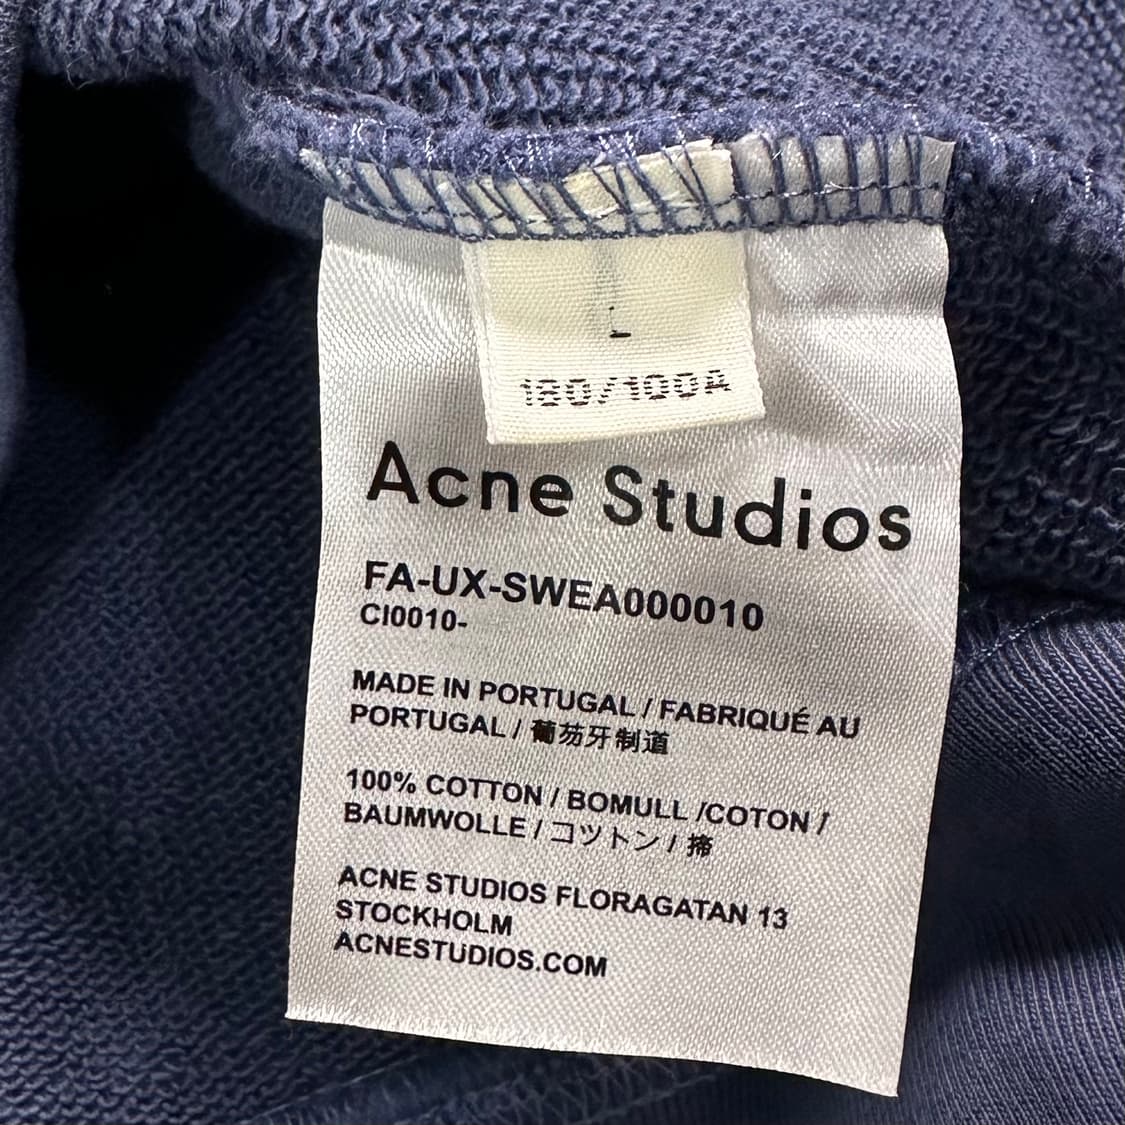 L
180/100A
Acne Studios
FA-UX-SWEA000010
CI0010-
MADE IN PORTUGAL / FABRIQUÉ AU
PORTUGAL / 葡萄牙制道
100% COTTON / BOMULL /COTON /
BAUMWOLLE / コツトン /
ACNE STUDIOS FLORAGATAN 13
STOCKHOLM
ACNESTUDIOS.COM